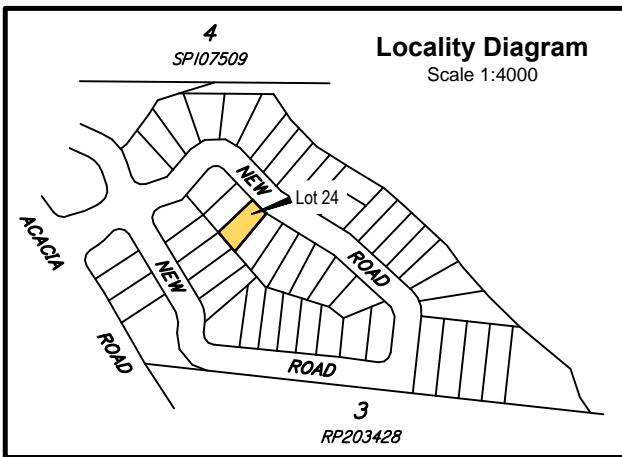 4
SP107509
Locality Diagram
Scale 1:4000
NEW
Lot 24
ACACIA
NEW
ROAD
ROAD
ROAD
3
RP203428